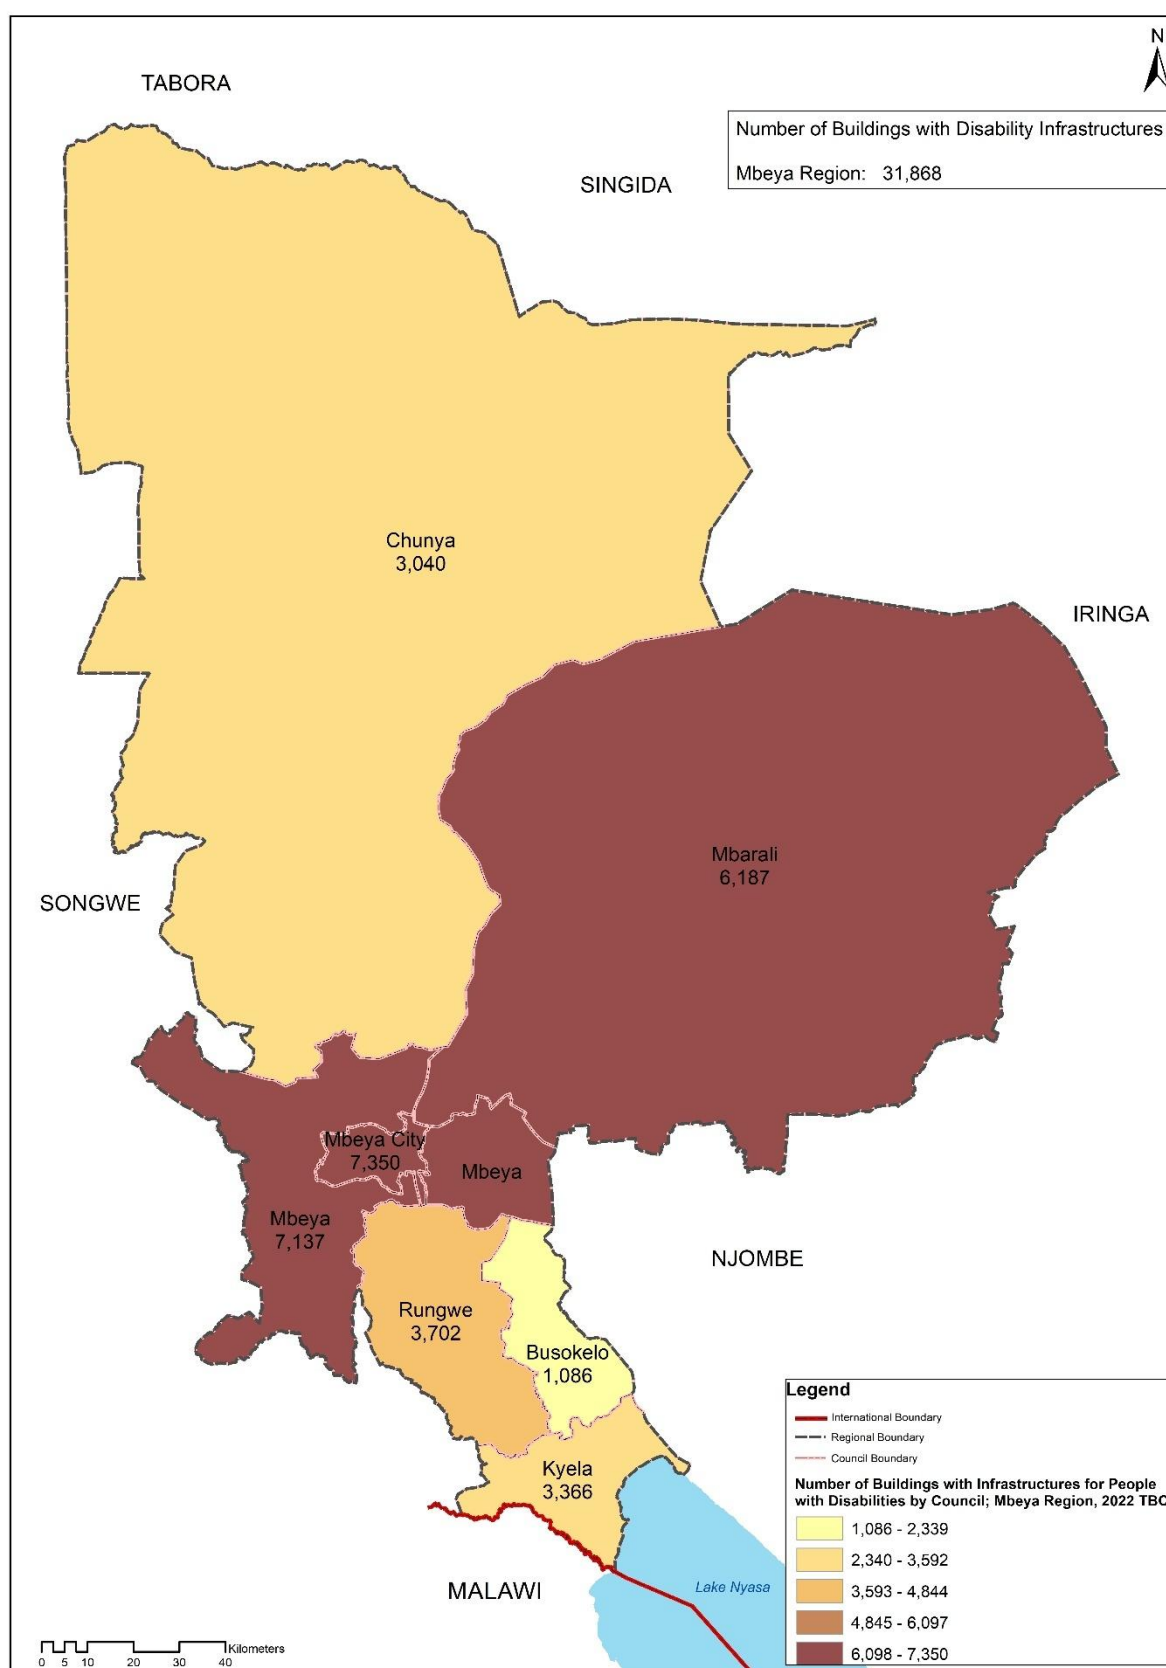 N
TABORA
Number of Buildings with Disability Infrastructures
Mbeya Region: 31,868
SINGIDA
Chunya
3,040
IRINGA
Mbarali
6,187
SONGWE
Mbeya City
7,350
Mbeya
Mbeya
7,137
NJOMBE
Rungwe
3,702
Busokelo
1,086
Kyela
3,366
MALAWI
Lake Nyasa
Legend
International Boundary
Regional Boundary
Council Boundary
Number of Buildings with Infrastructures for People
with Disabilities by Council; Mbeya Region, 2022 TBC
1,086 - 2,339
2,340 - 3,592
3,593 - 4,844
4,845 - 6,097
6,098 - 7,350
Kilometers
0 5 10 20 30 40